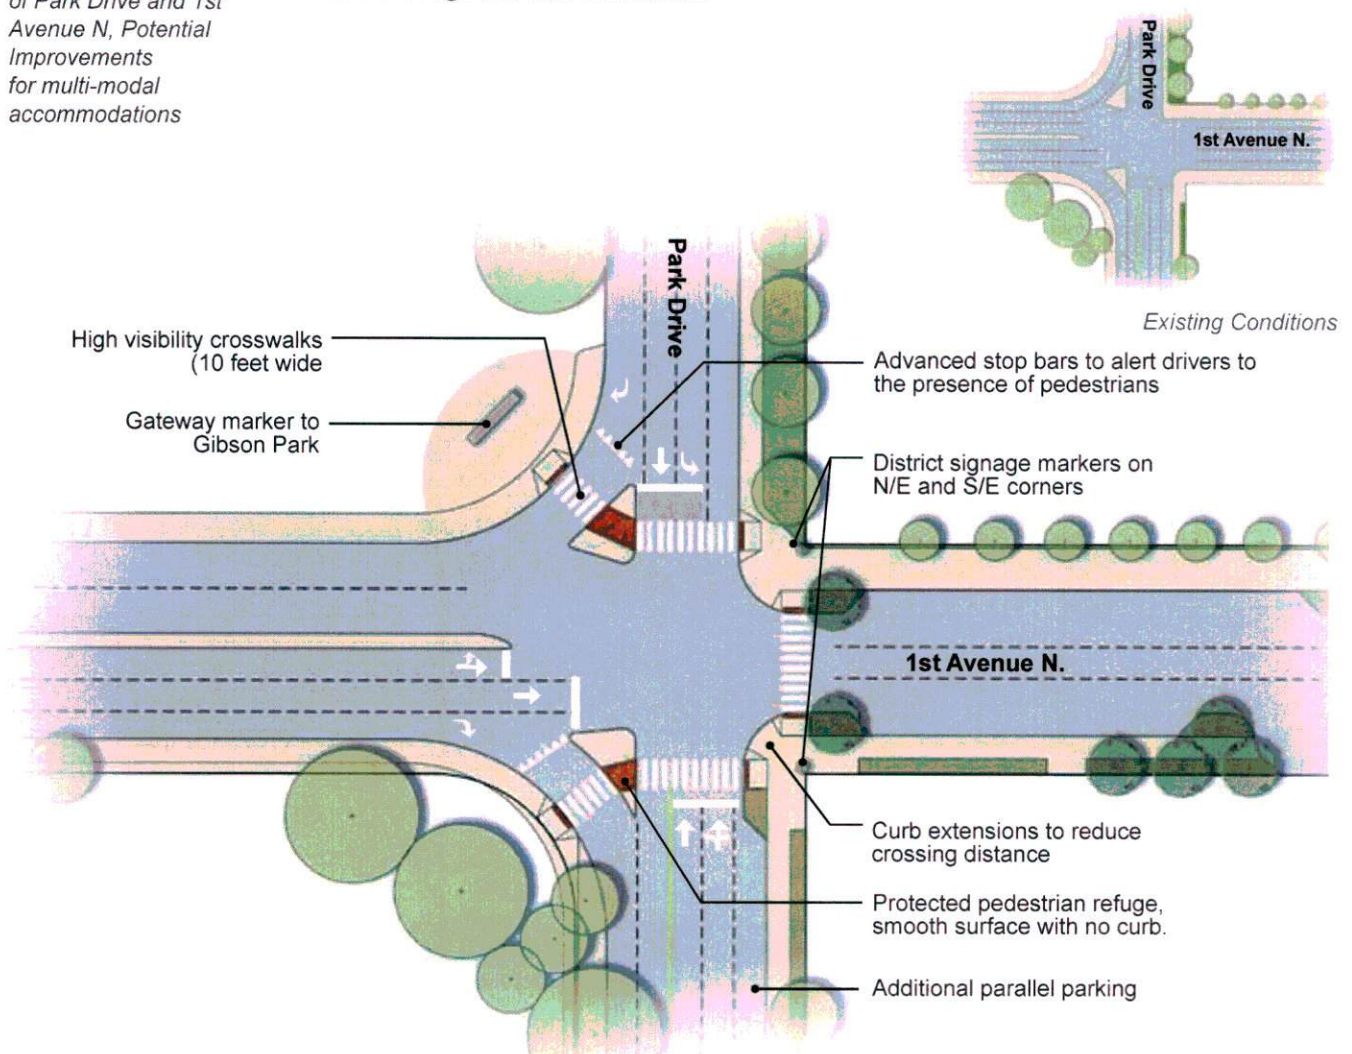 of Park Drive and 1st
Avenue N, Potential
Improvements
for multi-modal
accommodations
Park Drive
1st Avenue N.
Existing Conditions
Park Drive
High visibility crosswalks
(10 feet wide
Gateway marker to
Gibson Park
Advanced stop bars to alert drivers to
the presence of pedestrians
District signage markers on
N/E and S/E corners
1st Avenue N.
Curb extensions to reduce
crossing distance
Protected pedestrian refuge,
smooth surface with no curb.
Additional parallel parking